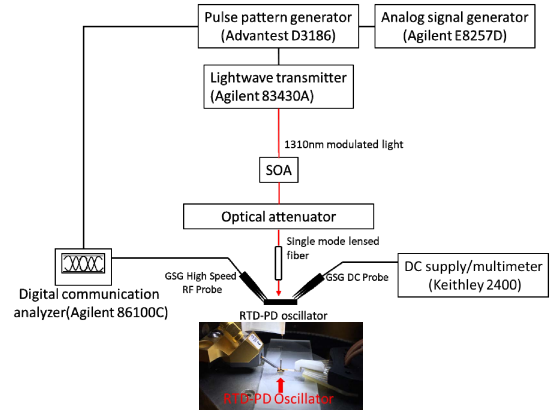 Pulse pattern generator
(Advantest D3186)
Analog signal generator
(Agilent E8257D)
Lightwave transmitter
(Agilent 83430A)
1310nm modulated light
SOA
Optical attenuator
Single mode lensed
fiber
GSG High Speed
RF Probe
GSG DC Probe
DC supply/multimeter
(Keithley 2400)
Digital communication
analyzer(Agilent 86100C)
RTD-PD oscillator
RTD-PD Oscillator